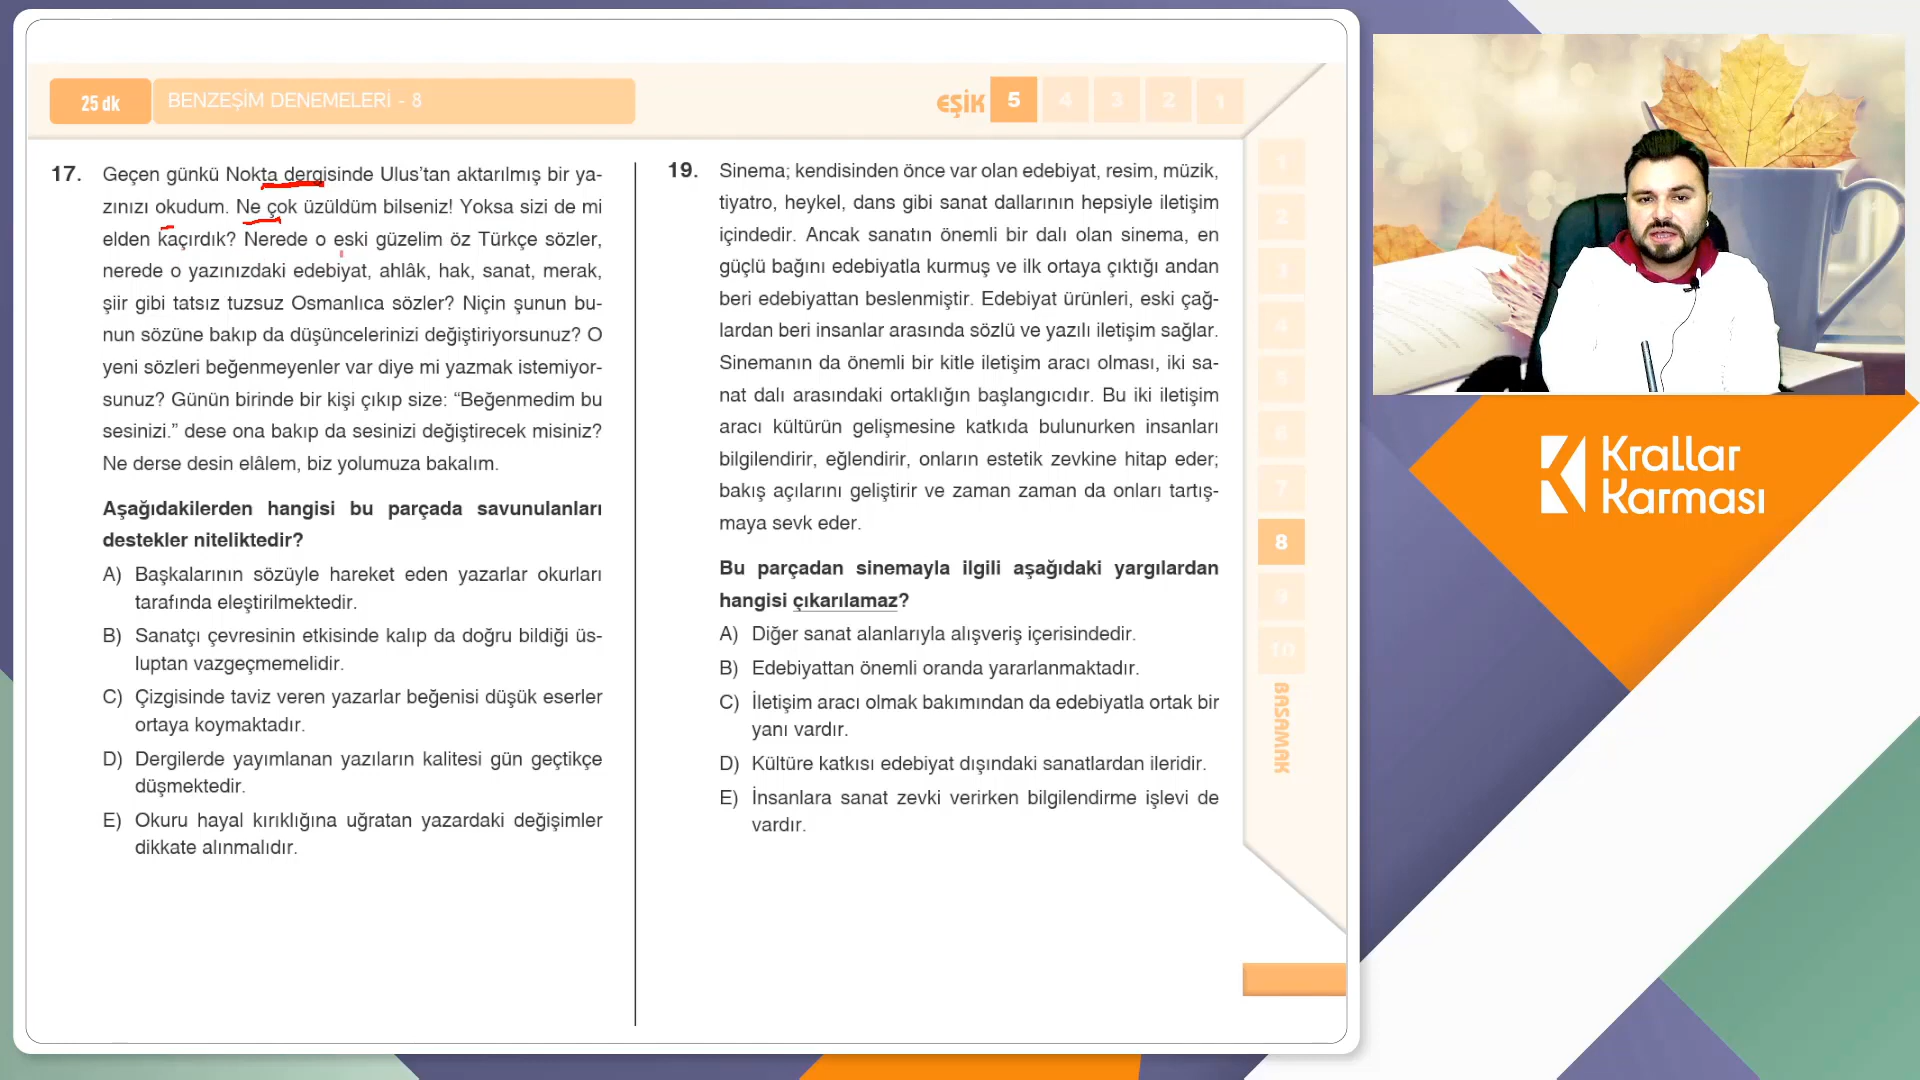 25 dk
BENZEŞİM DENEMELERİ - 8
EŞİK 5 4 3 2 1
17. Geçen günkü Nokta dergisinde Ulus’tan aktarılmış bir ya-
zınızı okudum. Ne çok üzüldüm bilseniz! Yoksa sizi de mi
elden kaçırdık? Nerede o eski güzelim öz Türkçe sözler,
nerede o yazınızdaki edebiyat, ahlâk, hak, sanat, merak,
şiir gibi tatsız tuzsuz Osmanlıca sözler? Niçin şunun bu-
nun sözüne bakıp da düşüncelerinizi değiştiriyorsunuz? O
yeni sözleri beğenmeyenler var diye mi yazmak istemiyor-
sunuz? Günün birinde bir kişi çıkıp size: “Beğenmedim bu
sesinizi.” dese ona bakıp da sesinizi değiştirecek misiniz?
Ne derse desin elâlem, biz yolumuza bakalım.
Aşağıdakilerden hangisi bu parçada savunulanları
destekler niteliktedir?
A) Başkalarının sözüyle hareket eden yazarlar okurları
tarafında eleştirilmektedir.
B) Sanatçı çevresinin etkisinde kalıp da doğru bildiği üs-
luptan vazgeçmemelidir.
C) Çizgisinde taviz veren yazarlar beğenisi düşük eserler
ortaya koymaktadır.
D) Dergilerde yayımlanan yazıların kalitesi gün geçtikçe
düşmektedir.
E) Okuru hayal kırıklığına uğratan yazardaki değişimler
dikkate alınmalıdır.
19. Sinema; kendisinden önce var olan edebiyat, resim, müzik,
tiyatro, heykel, dans gibi sanat dallarının hepsiyle iletişim
içindedir. Ancak sanatın önemli bir dalı olan sinema, en
güçlü bağını edebiyatla kurmuş ve ilk ortaya çıktığı andan
beri edebiyattan beslenmiştir. Edebiyat ürünleri, eski çağ-
lardan beri insanlar arasında sözlü ve yazılı iletişim sağlar.
Sinemanın da önemli bir kitle iletişim aracı olması, iki sa-
nat dalı arasındaki ortaklığın başlangıcıdır. Bu iki iletişim
aracı kültürün gelişmesine katkıda bulunurken insanları
bilgilendirir, eğlendirir, onların estetik zevkine hitap eder;
bakış açılarını geliştirir ve zaman zaman da onları tartış-
maya sevk eder.
Bu parçadan sinemayla ilgili aşağıdaki yargılardan
hangisi çıkarılamaz?
A) Diğer sanat alanlarıyla alışveriş içerisindedir.
B) Edebiyattan önemli oranda yararlanmaktadır.
C) İletişim aracı olmak bakımından da edebiyatla ortak bir
yanı vardır.
D) Kültüre katkısı edebiyat dışındaki sanatlardan ileridir.
E) İnsanlara sanat zevki verirken bilgilendirme işlevi de
vardır.
1
2
3
4
5
6
7
8
9
10
BASAMAK
Krallar
Karması